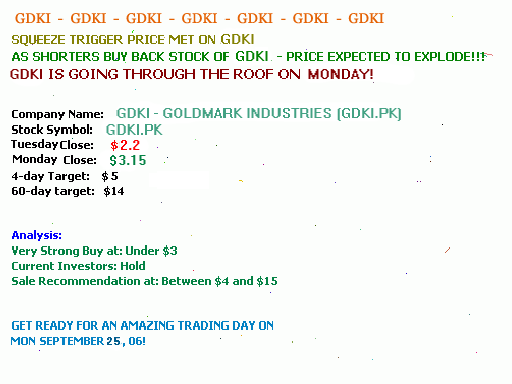 GDKI - GDKI - GDKI - GDKI - GDKI - GDKI - GDKI
SQUEEZE TRIGGER PRICE MET ON GDKI
AS SHORTERS BUY BACK STOCK OF GDKI - PRICE EXPECTED TO EXPLODE!!!
GDKI IS GOING THROUGH THE ROOF ON MONDAY!
Company Name: GDKI - GOLDMARK INDUSTRIES (GDKI.PK)
Stock Symbol: GDKI.PK
Tuesday Close: $2.2
Monday Close: $3.15
4-day Target: $5
60-day target: $14
Analysis:
Very Strong Buy at: Under $3
Current Investors: Hold
Sale Recommendation at: Between $4 and $15
GET READY FOR AN AMAZING TRADING DAY ON
MON SEPTEMBER 25, 06!